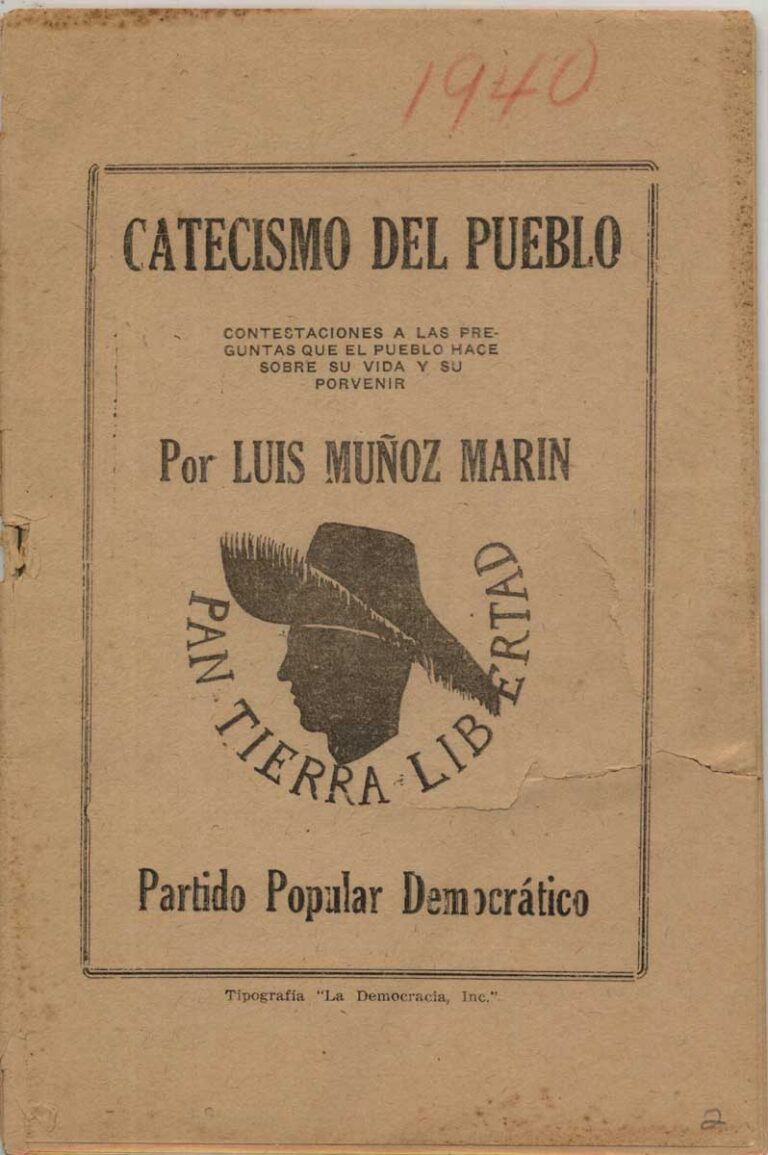 1940
CATECISMO DEL PUEBLO
CONTESTACIONES A LAS PRE-
GUNTAS QUE EL PUEBLO HACE
SOBRE SU VIDA Y SU
PORVENIR
Por LUIS MUÑOZ MARIN
PAN TIERRA LIBERTAD
Partido Popular Democrático
Tipografía "La Democracia, Inc."
2